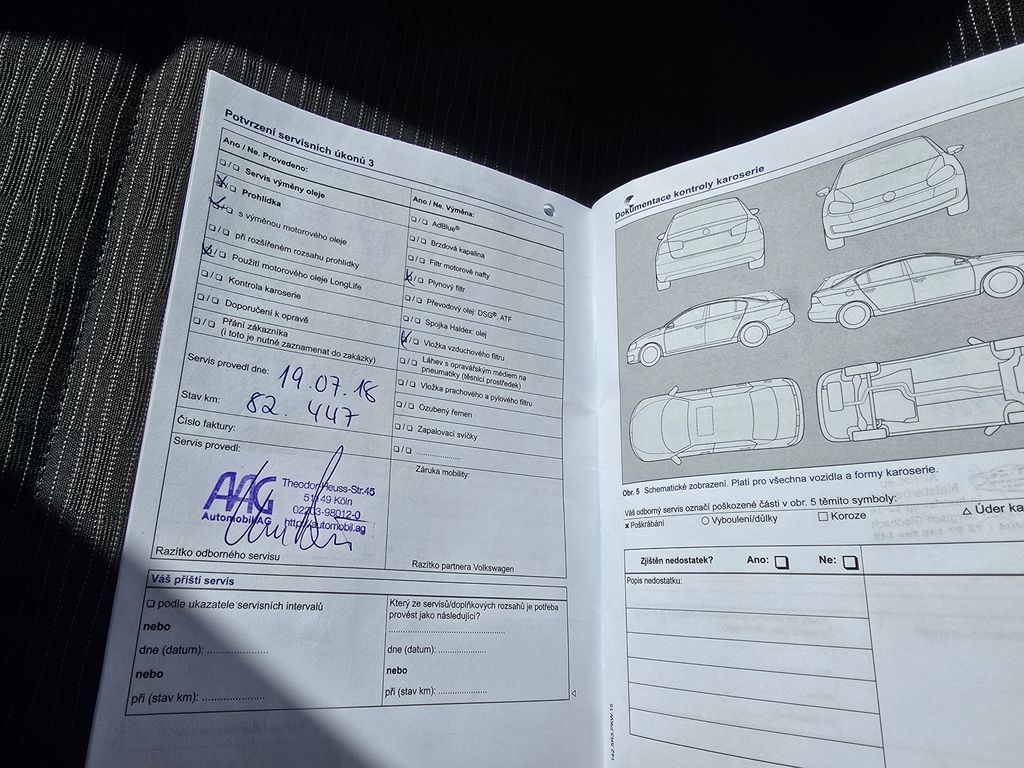 Potvrzení servisních úkonů 3
Ano / Ne. Provedeno:
❑ / ❑ Servis výměny oleje
❑ / ❑ Prohlídka
❑ / ❑ s výměnou motorového oleje
❑ / ❑ při rozšířeném rozsahu prohlídky
❑ / ❑ Použití motorového oleje LongLife
❑ / ❑ Kontrola karoserie
❑ / ❑ Doporučení k opravě
❑ / ❑ Přání zákazníka
(i toto je nutné zaznamenat do zakázky)
Servis provedl dne: 19.07.18
Stav km: 82.447
Číslo faktury:
Servis provedl:
AAG
AutomobilAG
Theodor-Heuss-Str.45
51149 Köln
02203-98012-0
http://automobil.ag
Razítko odborného servisu
Ano / Ne. Výměna:
❑ / ❑ AdBlue®
❑ / ❑ Brzdová kapalina
❑ / ❑ Filtr motorové nafty
❑ / ❑ Plynový filtr
❑ / ❑ Převodový olej: DSG®, ATF
❑ / ❑ Spojka Haldex: olej
❑ / ❑ Vložka vzduchového filtru
❑ / ❑ Láhev s opravářským médiem na
pneumatiky (těsnicí prostředek)
❑ / ❑ Vložka prachového a pylového filtru
❑ / ❑ Ozubený řemen
❑ / ❑ Zapalovací svíčky
❑ / ❑ ...................
Záruka mobility:
Razítko partnera Volkswagen
Váš příští servis
❑ podle ukazatele servisních intervalů
nebo
dne (datum): .....................
nebo
při (stav km): .....................
Který ze servisů/doplňkových rozsahů je potřeba
provést jako následující?
........................................
dne (datum): .................
nebo
při (stav km): .................
Dokumentace kontroly karoserie
Obr. 5 Schematické zobrazení. Platí pro všechna vozidla a formy karoserie.
Váš odborný servis označí poškozené části v obr. 5 těmito symboly:
x Poškrábání
○ Vyboulení/důlky
□ Koroze
△ Úder ka
Zjištěn nedostatek? Ano: ❑ Ne: ❑
Popis nedostatku:
142.5R3.PKW.15